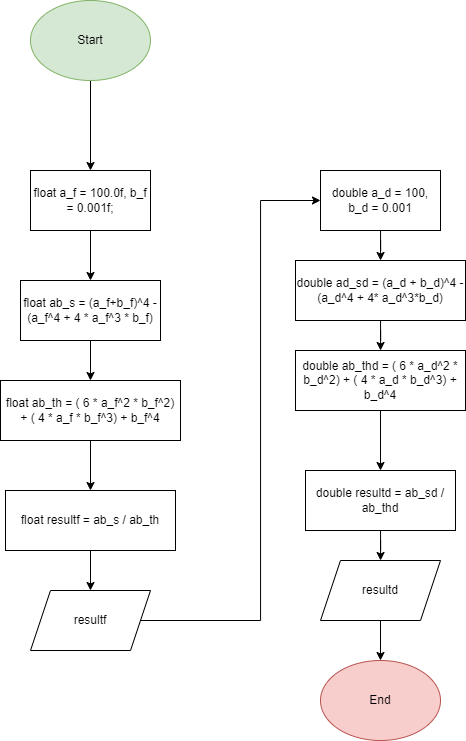 Start
float a_f = 100.0f, b_f
= 0.001f;
float ab_s = (a_f+b_f)^4 -
(a_f^4 + 4 * a_f^3 * b_f)
float ab_th = ( 6 * a_f^2 * b_f^2)
+ ( 4 * a_f * b_f^3) + b_f^4
float resultf = ab_s / ab_th
resultf
double a_d = 100,
b_d = 0.001
double ad_sd = (a_d + b_d)^4 -
(a_d^4 + 4* a_d^3*b_d)
double ab_thd = ( 6 * a_d^2 *
b_d^2) + ( 4 * a_d * b_d^3) +
b_d^4
double resultd = ab_sd /
ab_thd
resultd
End